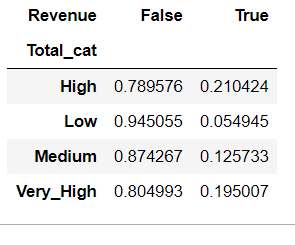 Revenue False True
Total_cat
High 0.789576 0.210424
Low 0.945055 0.054945
Medium 0.874267 0.125733
Very_High 0.804993 0.195007